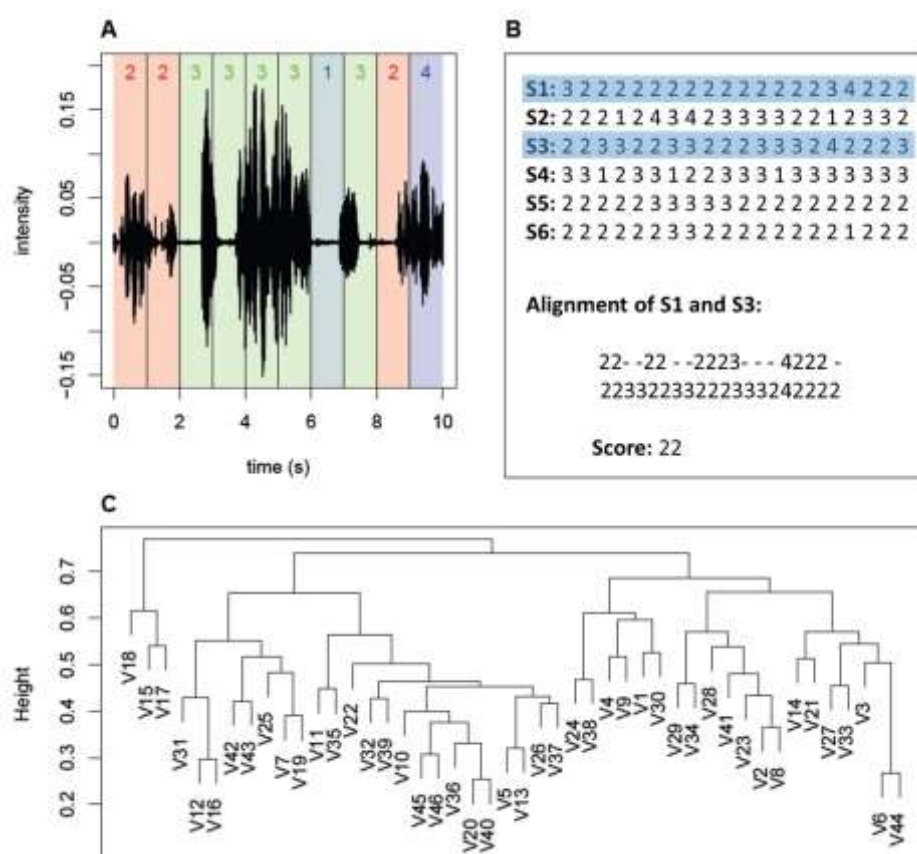 A
2 2 3 3 3 3 1 3 2 4
0.15
0.05
−0.05
−0.15
intensity
0 2 4 6 8 10
time (s)
B
S1: 3 2 2 2 2 2 2 2 2 2 2 2 2 2 2 3 4 2 2 2
S2: 2 2 2 1 2 4 3 4 2 3 3 3 3 2 2 1 2 3 3 2
S3: 2 2 3 3 2 2 3 3 2 2 2 3 3 3 2 4 2 2 2 3
S4: 3 3 1 2 3 3 1 2 2 3 3 3 1 3 3 3 3 3 3 3
S5: 2 2 2 2 2 3 3 3 3 3 2 2 2 2 2 2 2 2 2 2
S6: 2 2 2 2 2 2 3 3 2 2 2 2 2 2 2 2 1 2 2 2
Alignment of S1 and S3:
22- -22 - -2223- - - 4222 -
22332233222333242222
Score: 22
C
0.7
0.6
0.5
0.4
0.3
0.2
Height
V18
V15
V17
V31
V12
V16
V42
V43
V25
V7
V19
V11
V35
V22
V32
V39
V10
V45
V46
V36
V20
V40
V5
V13
V26
V37
V24
V38
V4
V9
V1
V30
V29
V34
V28
V41
V23
V2
V8
V14
V21
V27
V33
V3
V6
V44